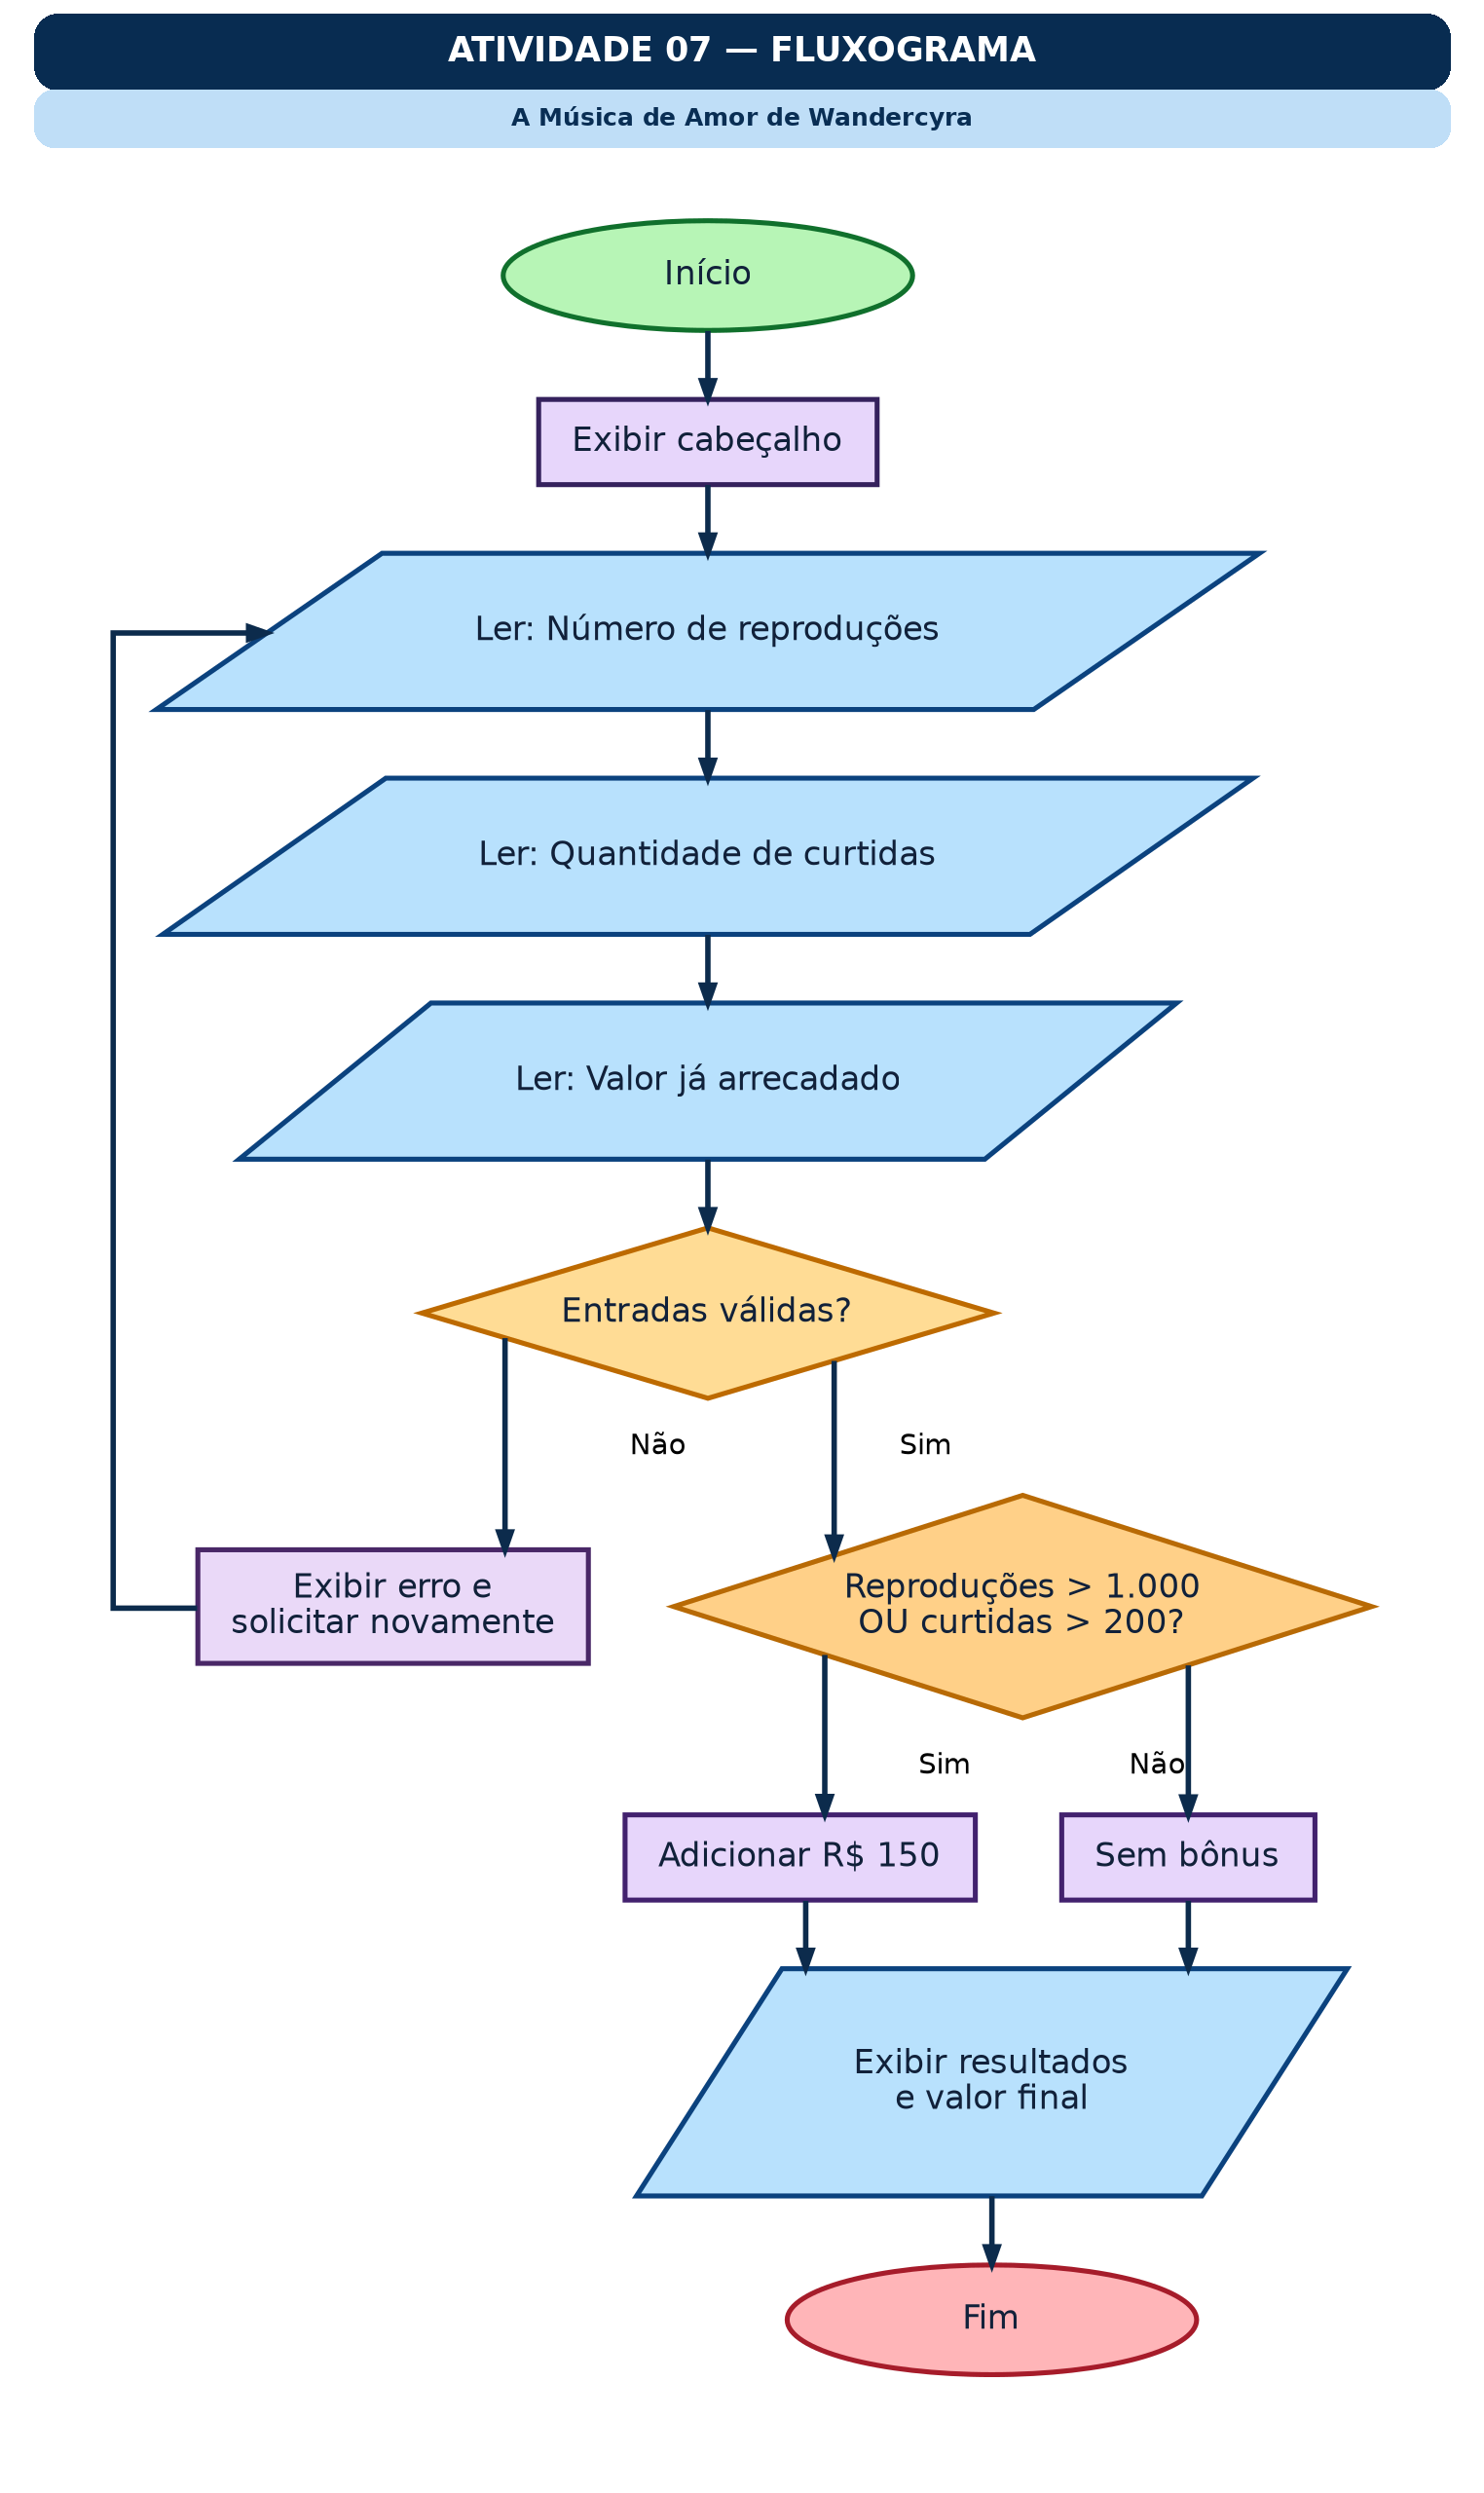 ATIVIDADE 07 — FLUXOGRAMA
A Música de Amor de Wandercyra
Início
Exibir cabeçalho
Ler: Número de reproduções
Ler: Quantidade de curtidas
Ler: Valor já arrecadado
Entradas válidas?
Não
Sim
Exibir erro e
solicitar novamente
Reproduções > 1.000
OU curtidas > 200?
Sim
Não
Adicionar R$ 150
Sem bônus
Exibir resultados
e valor final
Fim